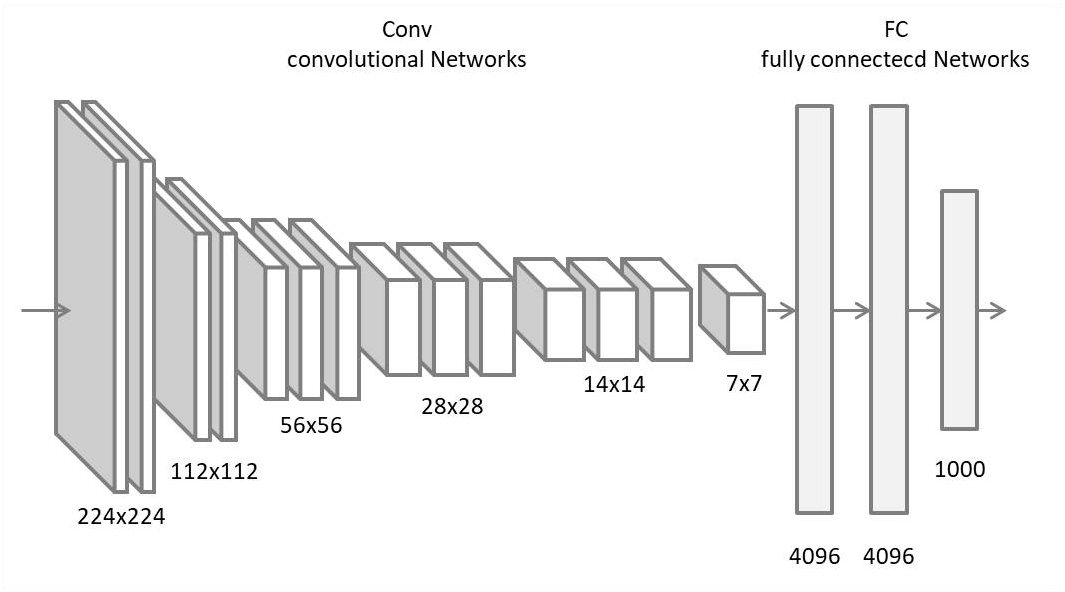 Conv
convolutional Networks
FC
fully connectecd Networks
224x224
112x112
56x56
28x28
14x14
7x7
4096
4096
1000